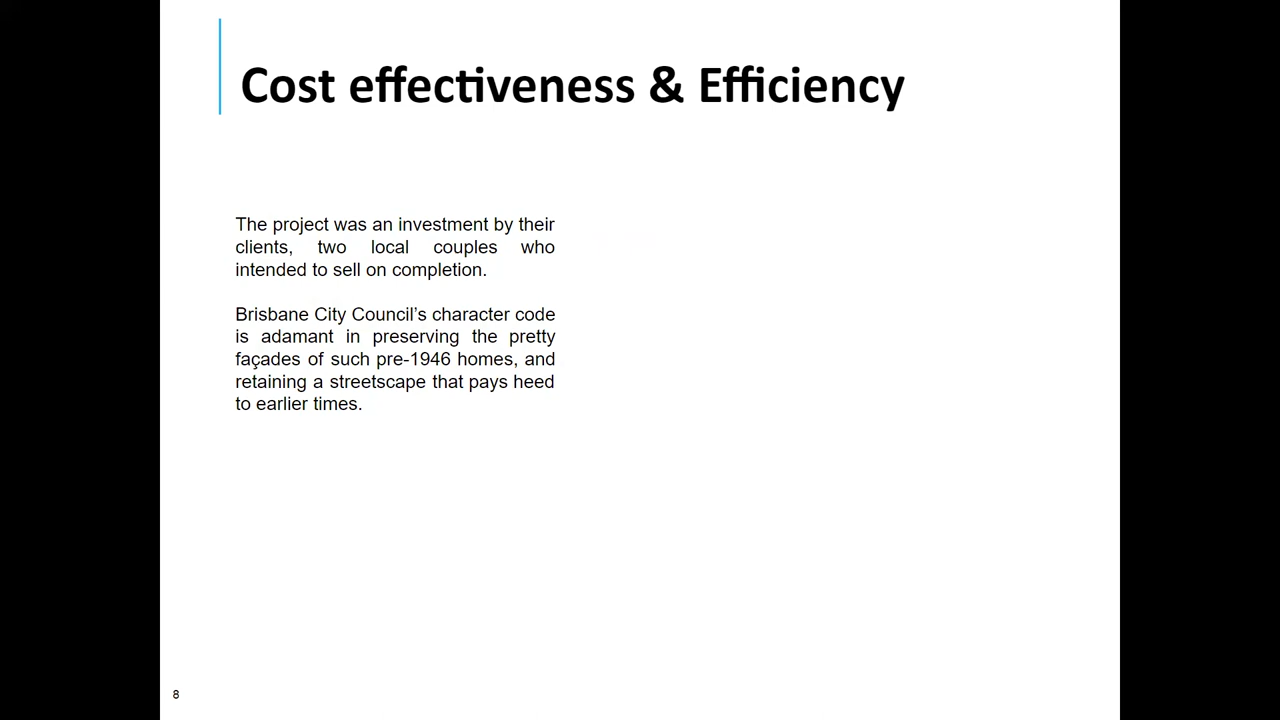 Cost effectiveness & Efficiency
The project was an investment by their
clients, two local couples who
intended to sell on completion.
Brisbane City Council’s character code
is adamant in preserving the pretty
façades of such pre-1946 homes, and
retaining a streetscape that pays heed
to earlier times.
8